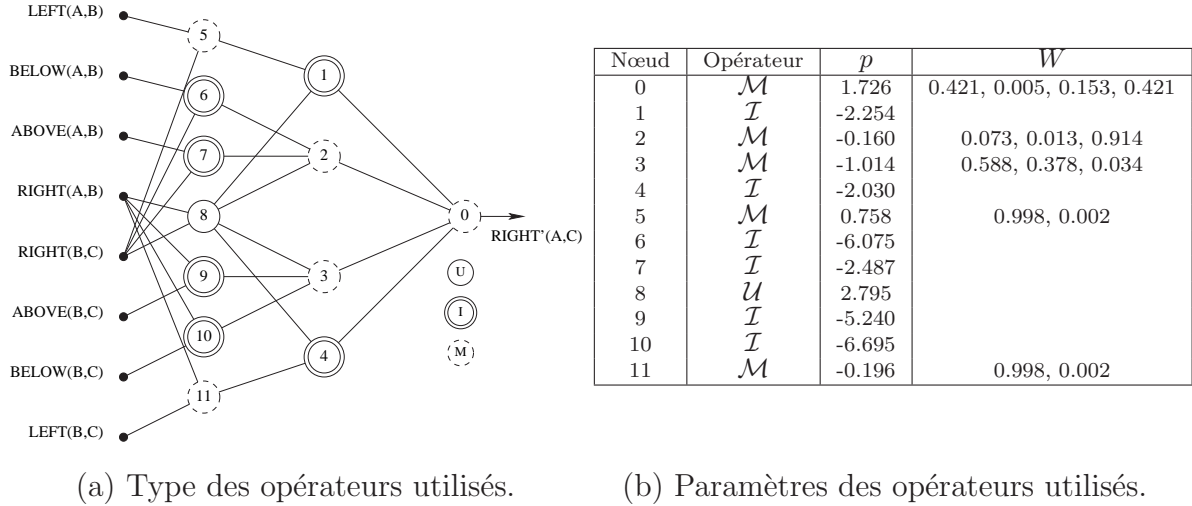 LEFT(A,B)
BELOW(A,B)
ABOVE(A,B)
RIGHT(A,B)
RIGHT(B,C)
ABOVE(B,C)
BELOW(B,C)
LEFT(B,C)
5
6
7
8
9
10
11
1
2
3
4
0
RIGHT'(A,C)
U
I
M
(a) Type des opérateurs utilisés.
Nœud Opérateur p W
0 M 1.726 0.421, 0.005, 0.153, 0.421
1 I -2.254
2 M -0.160 0.073, 0.013, 0.914
3 M -1.014 0.588, 0.378, 0.034
4 I -2.030
5 M 0.758 0.998, 0.002
6 I -6.075
7 I -2.487
8 U 2.795
9 I -5.240
10 I -6.695
11 M -0.196 0.998, 0.002
(b) Paramètres des opérateurs utilisés.